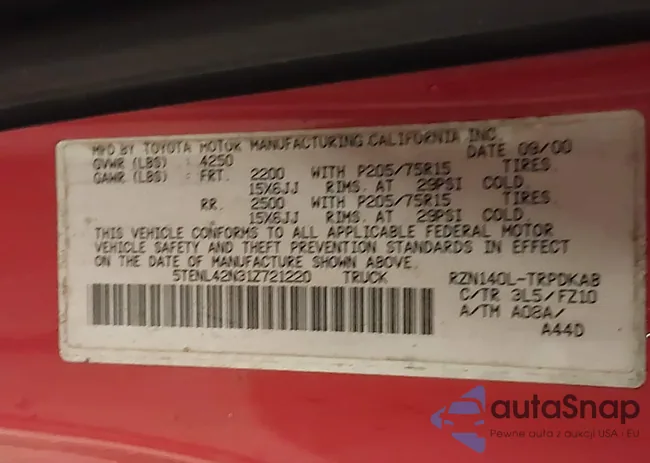 MFD BY TOYOTA MOTOR MANUFACTURING CALIFORNIA INC.
GVWR (LBS) : 4250 DATE 09/00
GAWR (LBS) : FRT. 2200 WITH P205/75R15 TIRES
15X6JJ RIMS. AT 29PSI COLD
RR. 2500 WITH P205/75R15 TIRES
15X6JJ RIMS. AT 29PSI COLD
THIS VEHICLE CONFORMS TO ALL APPLICABLE FEDERAL MOTOR
VEHICLE SAFETY AND THEFT PREVENTION STANDARDS IN EFFECT
ON THE DATE OF MANUFACTURE SHOWN ABOVE.
5TENL42N31Z721220 TRUCK RZN140L-TRPDKAB
C/TR 3L5/FZ10
A/TM A08A/
A44D
autaSnap
Pewne auta z aukcji USA i EU